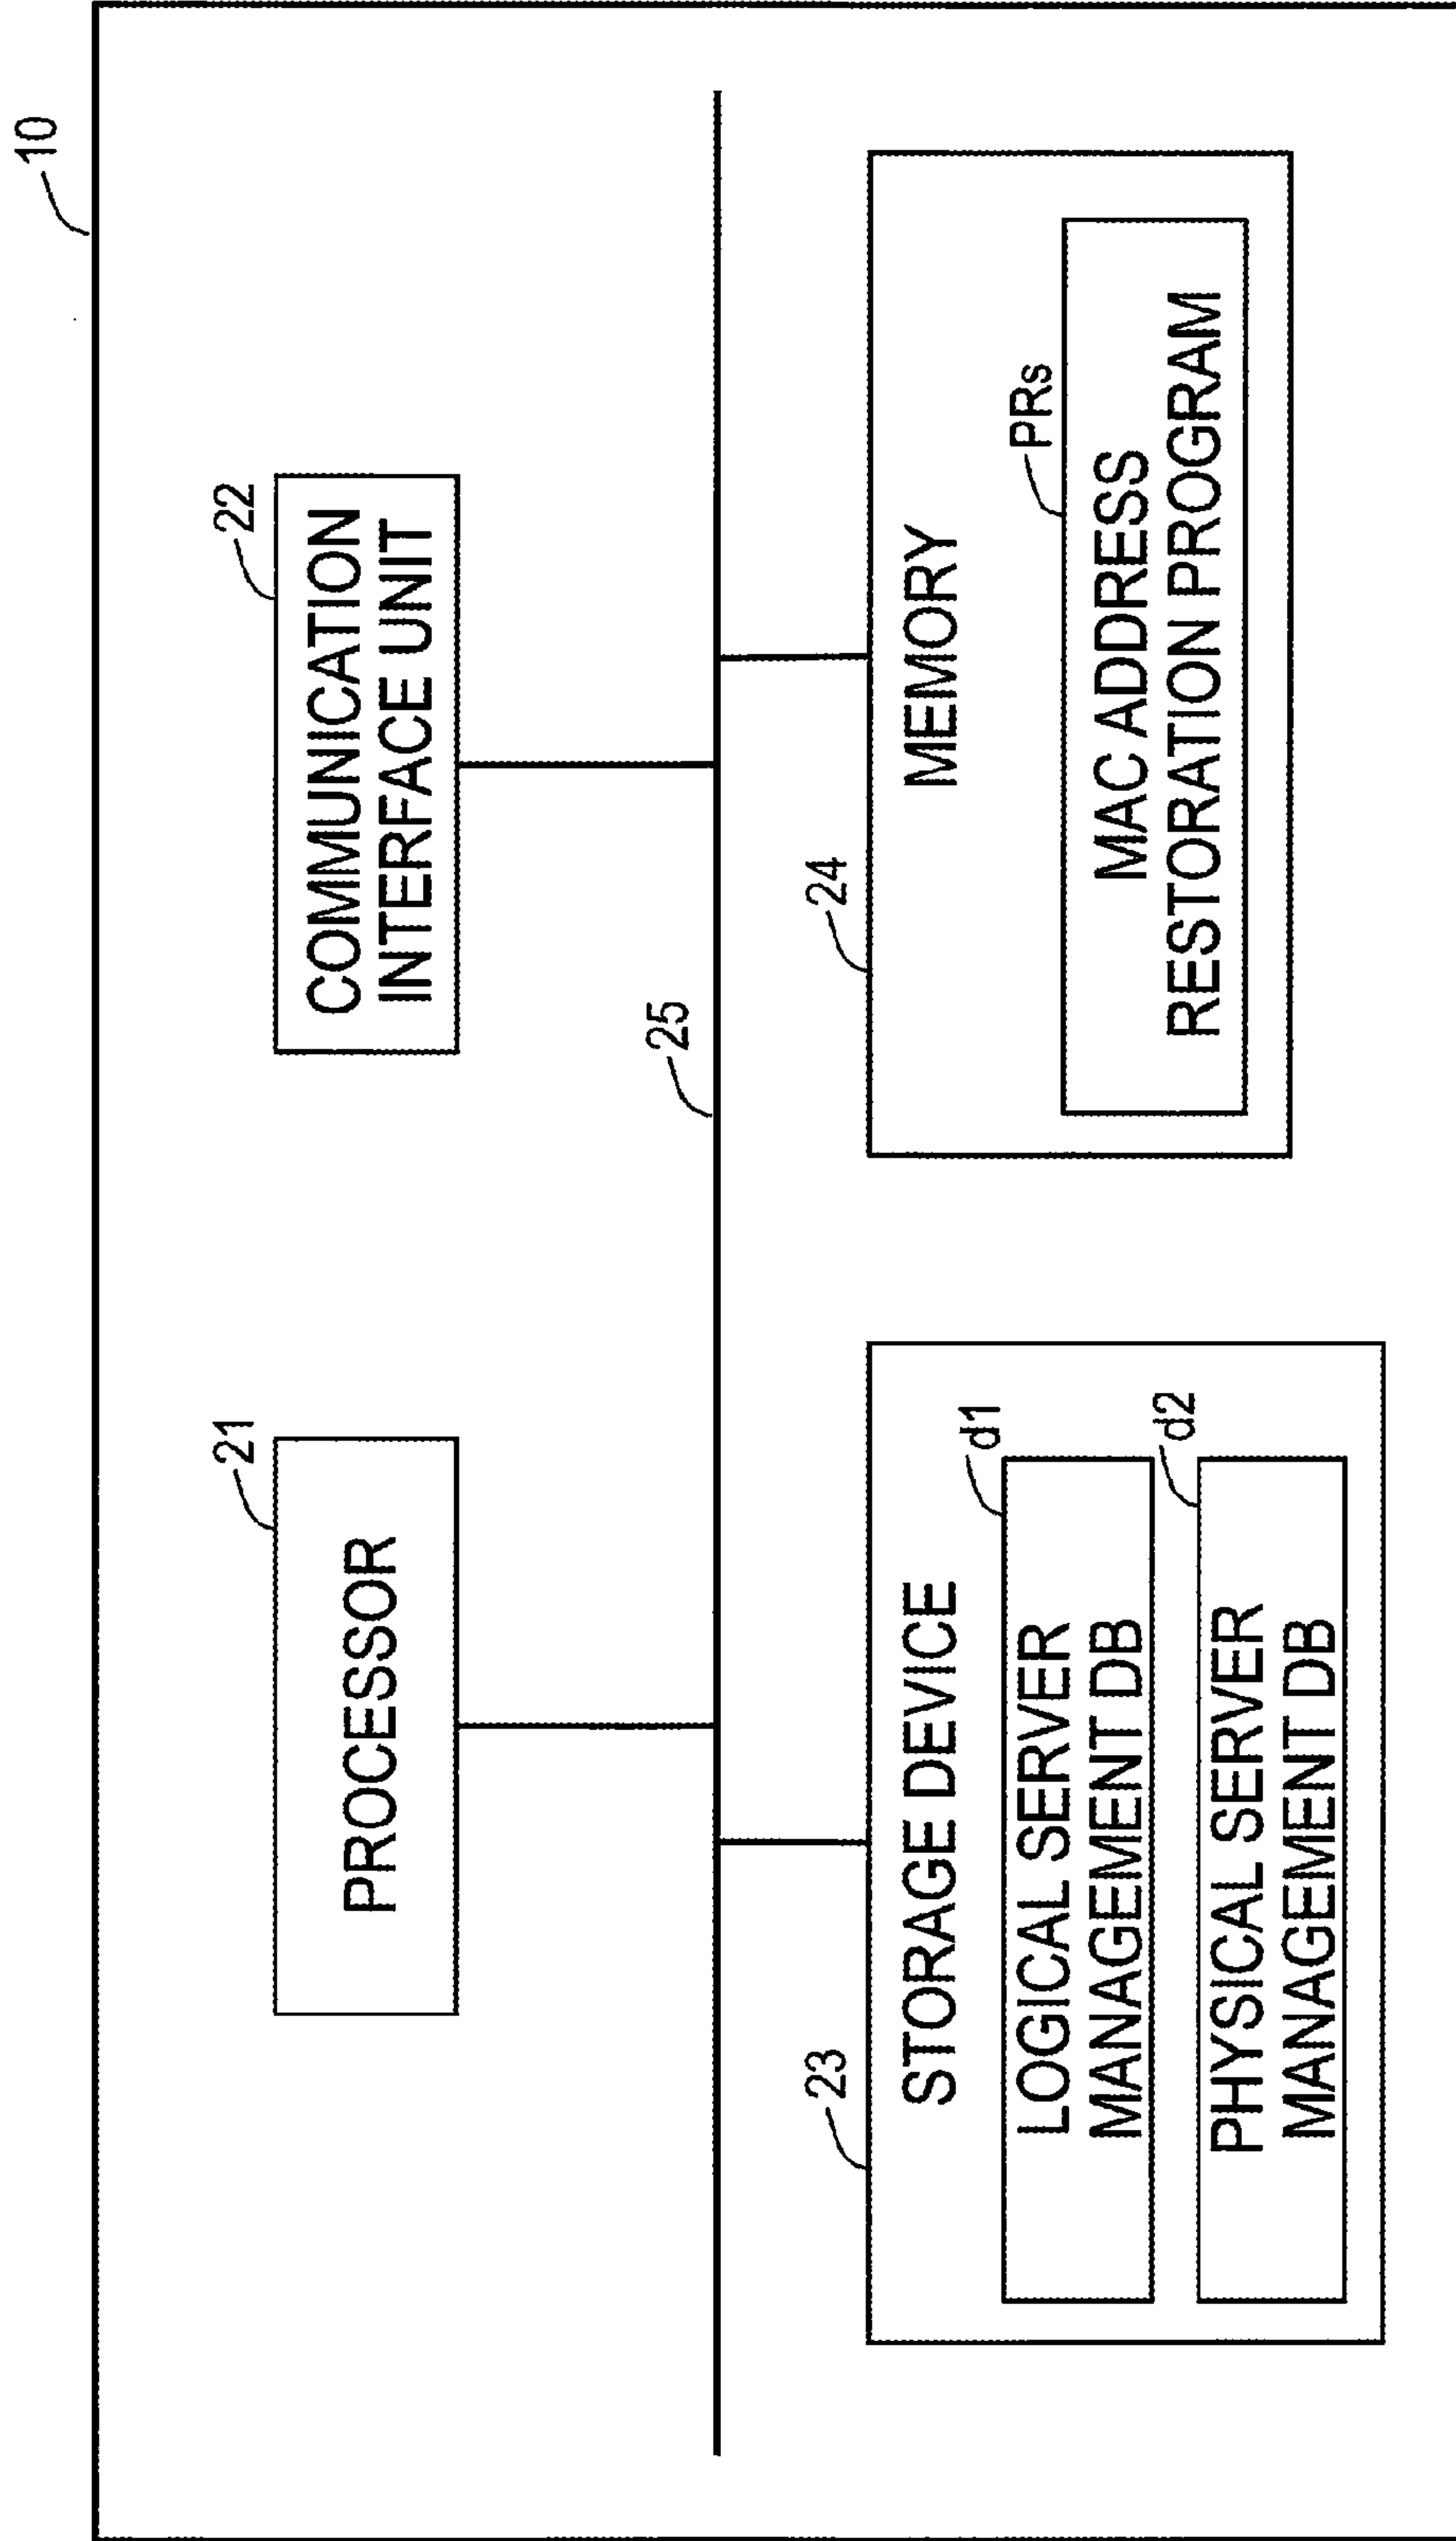 10
21
PROCESSOR
22
COMMUNICATION
INTERFACE UNIT
25
23
STORAGE DEVICE
d1
LOGICAL SERVER
MANAGEMENT DB
d2
PHYSICAL SERVER
MANAGEMENT DB
24
MEMORY
PRs
MAC ADDRESS
RESTORATION PROGRAM